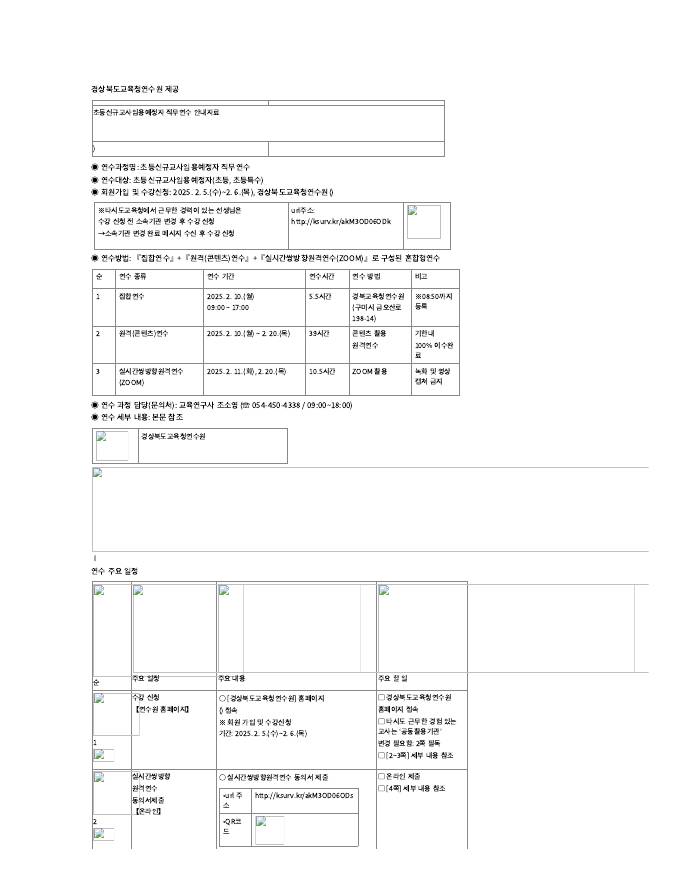 경상북도교육청연수원 제공
초등신규교사임용예정자 직무연수 안내자료
)
◉ 연수과정명: 초등신규교사임용예정자 직무연수
◉ 연수대상: 초등신규교사임용예정자(초등, 초등특수)
◉ 회원가입 및 수강신청: 2025. 2. 5.(수)~2. 6.(목), 경상북도교육청연수원 ()
※타시도교육청에서 근무한 경력이 있는 선생님은
수강 신청 전 소속기관 변경 후 수강 신청
→소속기관 변경 완료 메시지 수신 후 수강 신청
url주소:
http://ksurv.kr/akM3OD06ODk
◉ 연수방법: 『집합연수』+『원격(콘텐츠)연수』+『실시간쌍방향원격연수(ZOOM)』로 구성된 혼합형연수
순 연수 종류 연수 기간 연수시간 연수 방법 비고
1 집합연수 2025. 2. 10.(월) 5.5시간 경북교육청연수원 ※08:50까지
09:00 ~ 17:00 (구미시 금오산로 등록
198-14)
2 원격(콘텐츠)연수 2025. 2. 10.(월) ~ 2. 20.(목) 39시간 콘텐츠 활용 기한내
원격연수 100% 이수완
료
3 실시간쌍방향원격연수 2025. 2. 11.(화), 2. 20.(목) 10.5시간 ZOOM 활용 녹화 및 영상
(ZOOM) 캡처 금지
◉ 연수 과정 담당(문의처): 교육연구사 조소영 (☏ 054-450-4338 / 09:00~18:00)
◉ 연수 세부 내용: 본문 참조
경상북도교육청연수원
Ⅰ
연수 주요 일정
순 주요 일정 주요 내용 주요 할 일
1
수강 신청
【연수원 홈페이지】
○ [경상북도교육청연수원] 홈페이지
() 접속
※ 회원 가입 및 수강신청
기간: 2025. 2. 5.(수)~2. 6.(목)
□ 경상북도교육청연수원
홈페이지 접속
□ 타시도 근무한 경험 있는
교사는 '공동활용기관'
변경 필요함: 2쪽 필독
□ [2~3쪽] 세부 내용 참조
2
실시간쌍방향
원격연수
동의서제출
【온라인】
○ 실시간쌍방향원격연수 동의서 제출
•url 주
소
http://ksurv.kr/akM3OD06ODs
•QR코
드
□ 온라인 제출
□ [4쪽] 세부 내용 참조